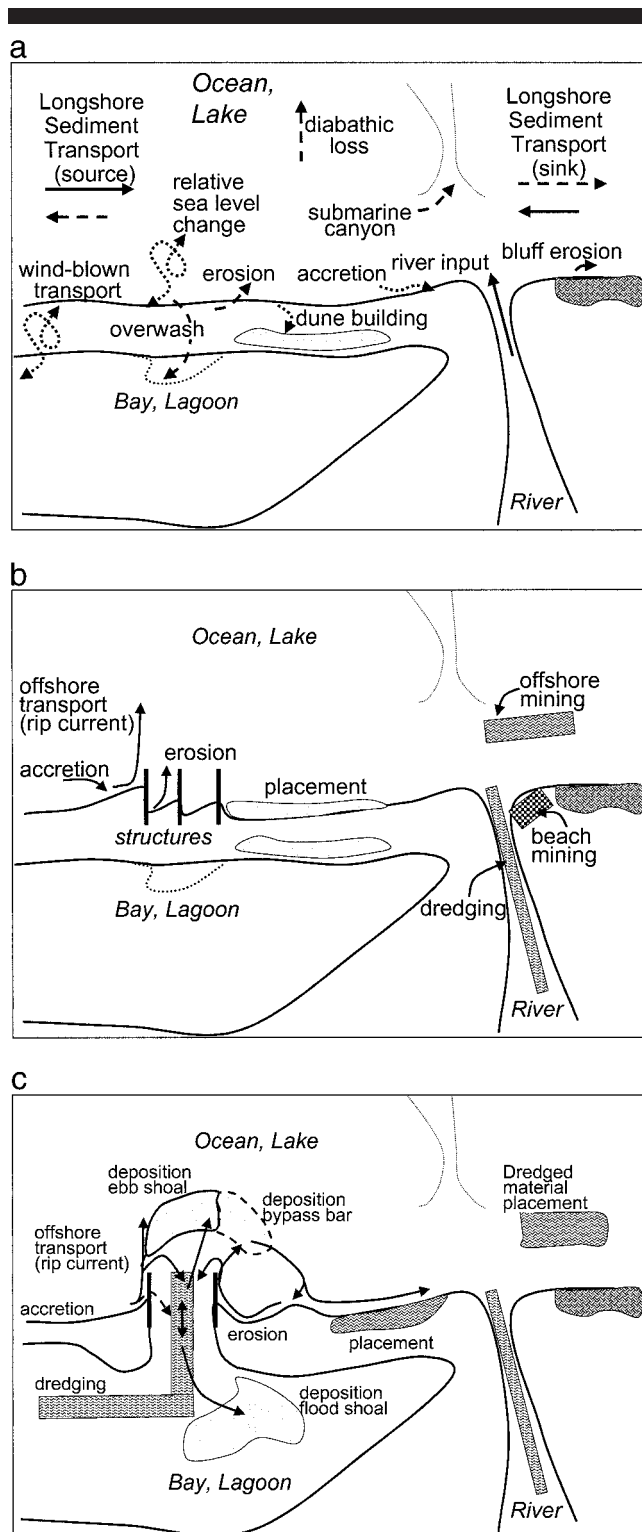 a
Ocean,
Lake
Longshore
Sediment
Transport
(source)
diabathic
loss
Longshore
Sediment
Transport
(sink)
relative
sea level
change
submarine
canyon
bluff erosion
wind-blown
transport
erosion
accretion
river input
overwash
dune building
Bay, Lagoon
River
b
Ocean, Lake
offshore
transport
(rip current)
offshore
mining
erosion
accretion
placement
structures
beach
mining
Bay, Lagoon
dredging
River
c
Ocean, Lake
deposition
ebb shoal
deposition
bypass bar
Dredged
material
placement
offshore
transport
(rip current)
accretion
erosion
placement
dredging
deposition
flood shoal
Bay, Lagoon
River